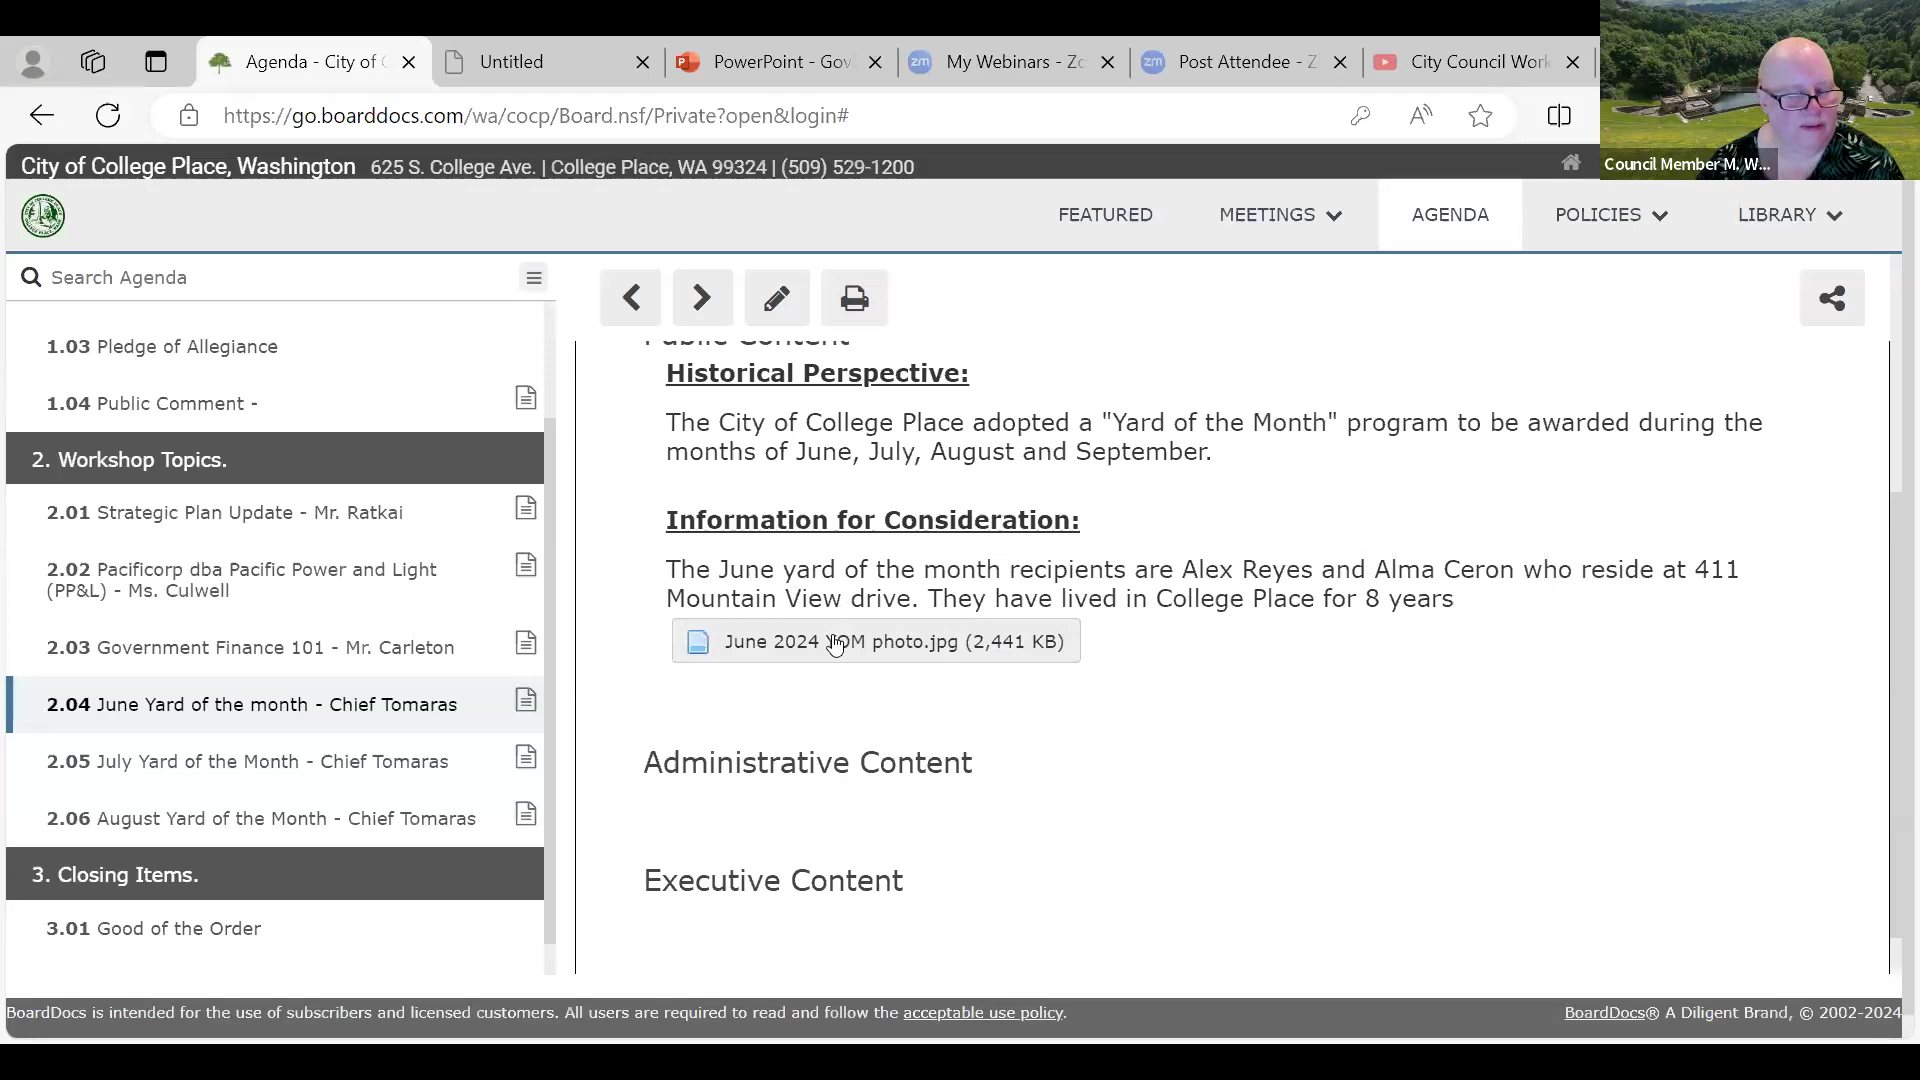 Agenda - City of C
Untitled
PowerPoint - Gov
My Webinars - Zo
Post Attendee - Z
City Council Work
https://go.boarddocs.com/wa/cocp/Board.nsf/Private?open&login#
Council Member M. W...
City of College Place, Washington 625 S. College Ave. | College Place, WA 99324 | (509) 529-1200
FEATURED
MEETINGS
AGENDA
POLICIES
LIBRARY
Search Agenda
1.03 Pledge of Allegiance
1.04 Public Comment -
2. Workshop Topics.
2.01 Strategic Plan Update - Mr. Ratkai
2.02 Pacificorp dba Pacific Power and Light
(PP&L) - Ms. Culwell
2.03 Government Finance 101 - Mr. Carleton
2.04 June Yard of the month - Chief Tomaras
2.05 July Yard of the Month - Chief Tomaras
2.06 August Yard of the Month - Chief Tomaras
3. Closing Items.
3.01 Good of the Order
Public Content
Historical Perspective:
The City of College Place adopted a "Yard of the Month" program to be awarded during the
months of June, July, August and September.
Information for Consideration:
The June yard of the month recipients are Alex Reyes and Alma Ceron who reside at 411
Mountain View drive. They have lived in College Place for 8 years
June 2024 YOM photo.jpg (2,441 KB)
Administrative Content
Executive Content
BoardDocs is intended for the use of subscribers and licensed customers. All users are required to read and follow the acceptable use policy.
BoardDocs® A Diligent Brand, © 2002-2024